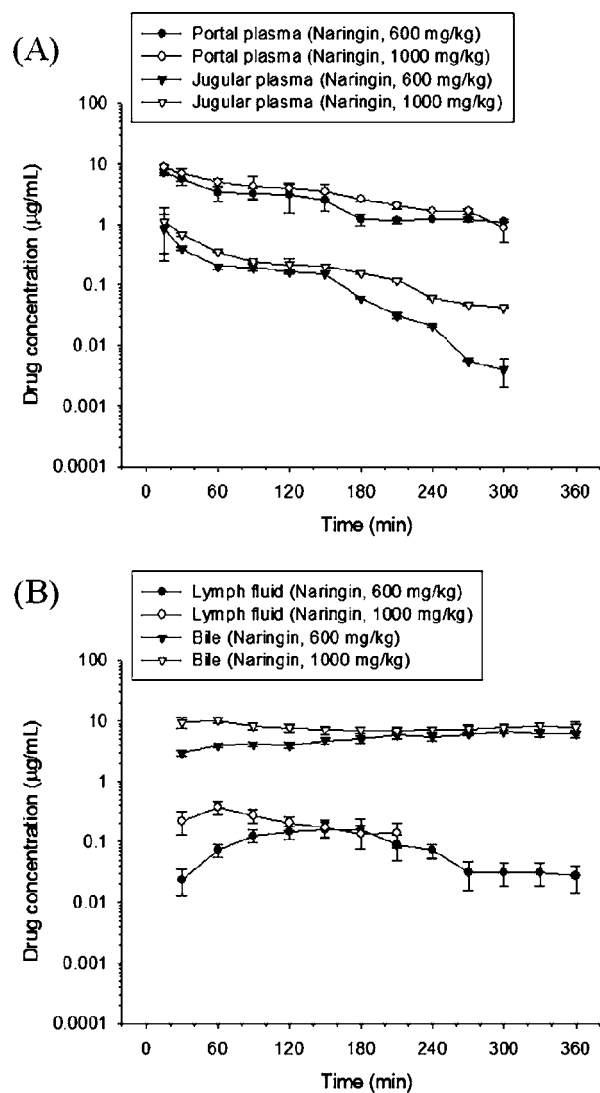 (A)
Portal plasma (Naringin, 600 mg/kg)
Portal plasma (Naringin, 1000 mg/kg)
Jugular plasma (Naringin, 600 mg/kg)
Jugular plasma (Naringin, 1000 mg/kg)
100
10
1
0.1
0.01
0.001
0.0001
Drug concentration (µg/mL)
0 60 120 180 240 300 360
Time (min)
(B)
Lymph fluid (Naringin, 600 mg/kg)
Lymph fluid (Naringin, 1000 mg/kg)
Bile (Naringin, 600 mg/kg)
Bile (Naringin, 1000 mg/kg)
100
10
1
0.1
0.01
0.001
0.0001
Drug concentration (µg/mL)
0 60 120 180 240 300 360
Time (min)